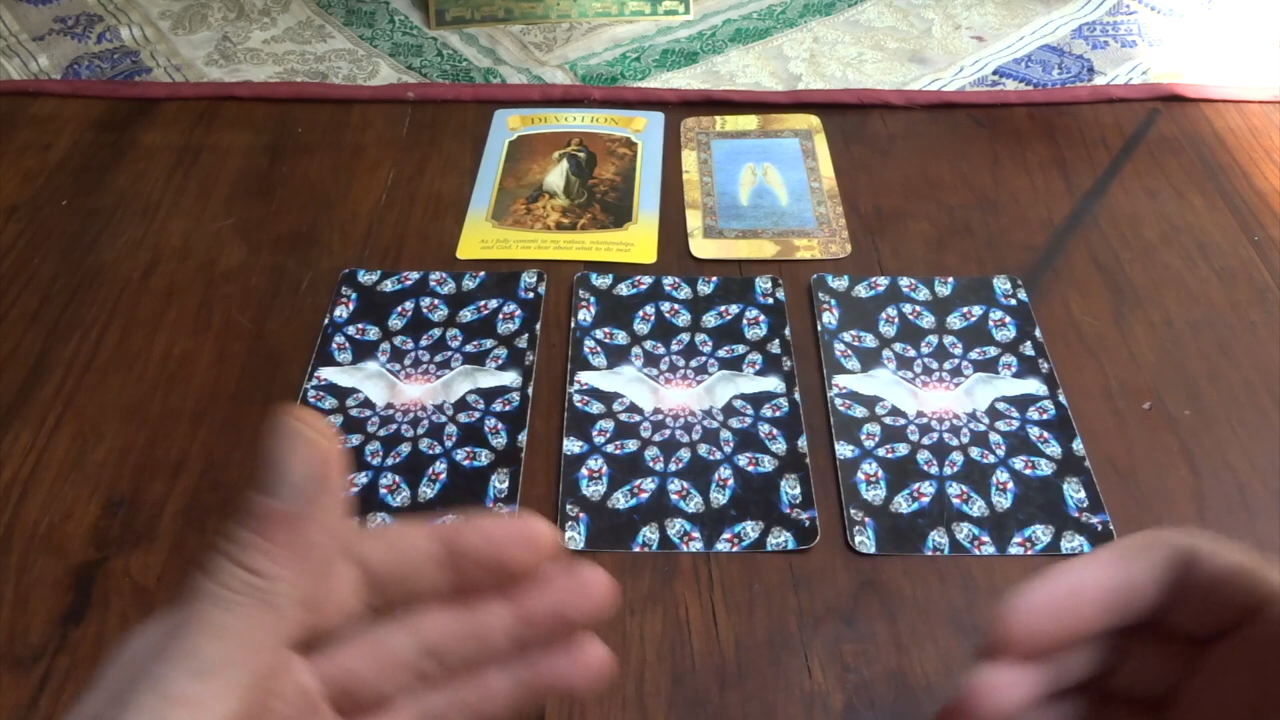 DEVOTION
As I fully commit to my values, relationships,
and God, I am clear about what to do next.